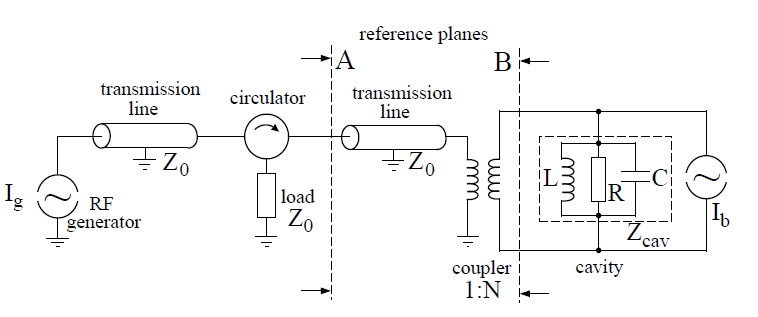 reference planes
A
B
transmission
line
circulator
transmission
line
Z0
Z0
Ig
RF
generator
load
Z0
L
R
C
Ib
Zcav
coupler
1:N
cavity